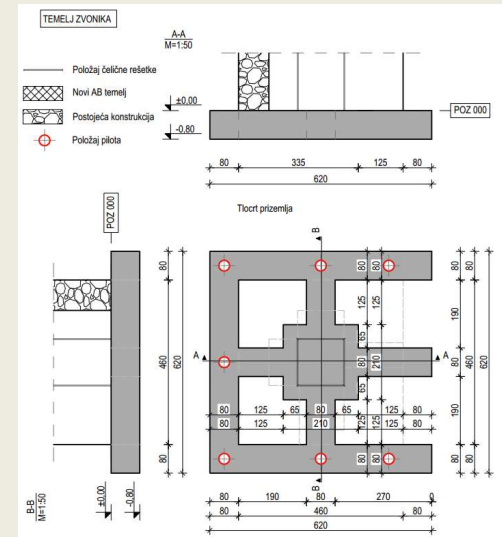 TEMELJ ZVONIKA
A-A
M=1:50
Položaj čelične rešetke
Novi AB temelj
Postojeća konstrukcija
Položaj pilota
±0.00
-0.80
POZ 000
80 335 125 80
620
Tlocrt prizemlja
POZ 000
B
80
460
80
620
80 80
125 125
65
80 210
65
125 125
80 80
80
190
80
190
80
460
620
A
A
80 125 65 80 65 125 80
80 125 210 125 80
B
80 190 80 270 0
80 460 80
620
B-B
M=1:50
±0.00
-0.80